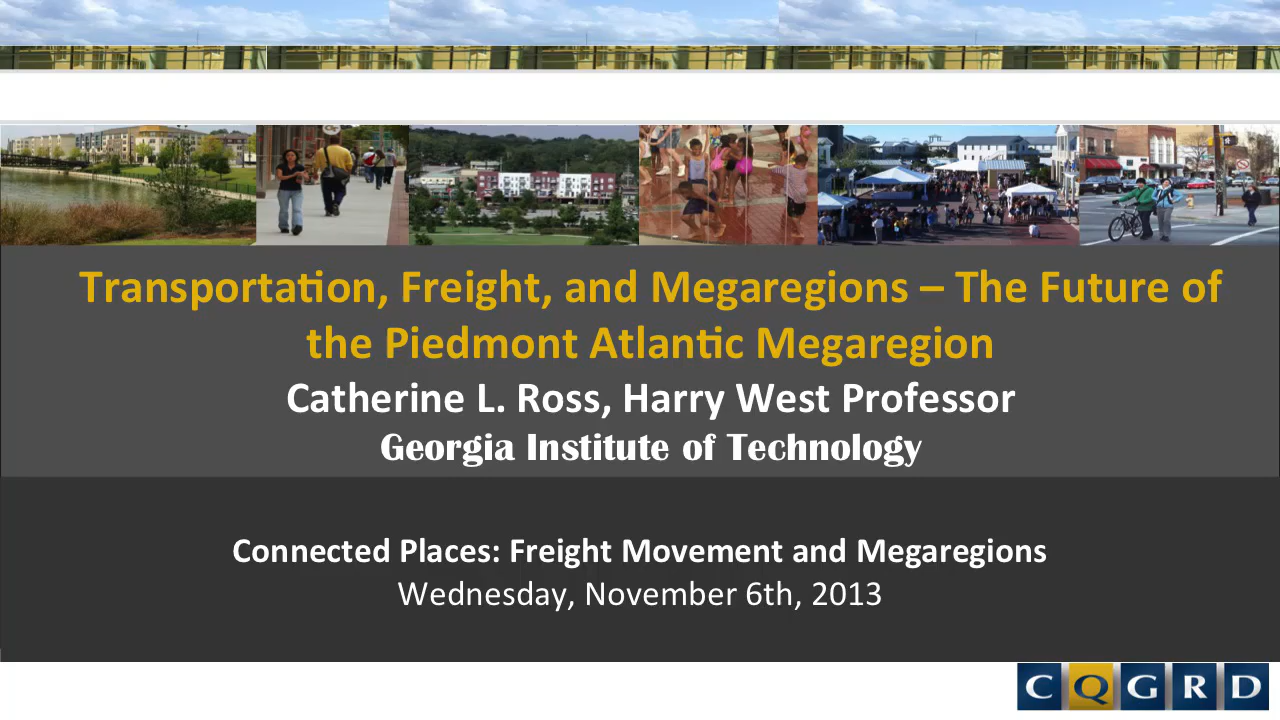 Transportation, Freight, and Megaregions – The Future of
the Piedmont Atlantic Megaregion
Catherine L. Ross, Harry West Professor
Georgia Institute of Technology
Connected Places: Freight Movement and Megaregions
Wednesday, November 6th, 2013
CQGRD